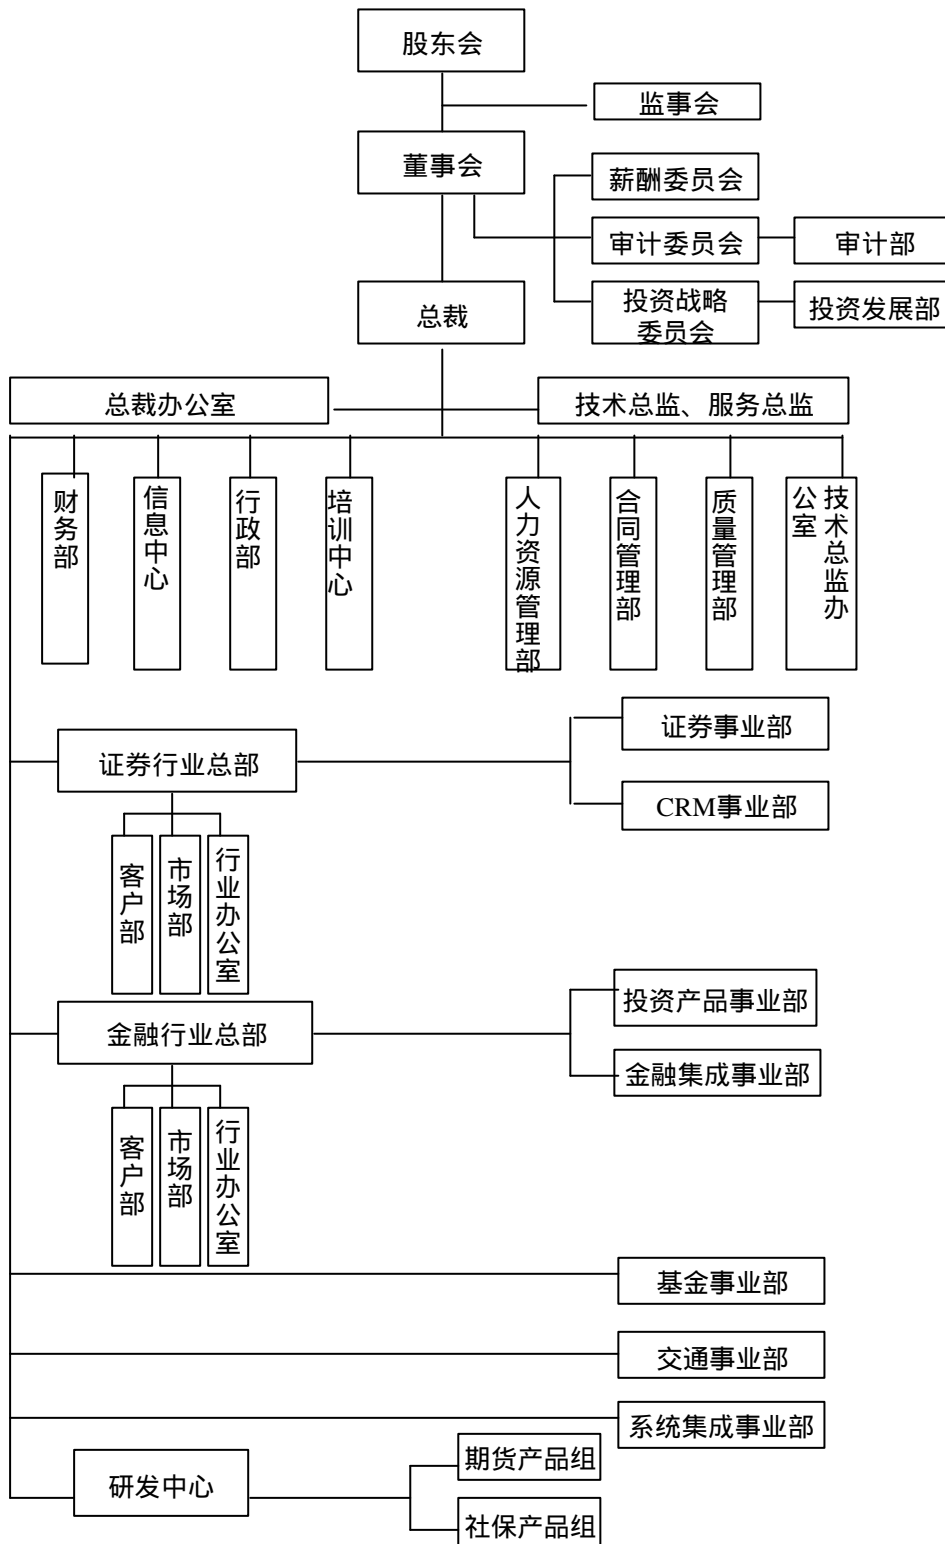 股东会
监事会
董事会
薪酬委员会
审计委员会
审计部
总裁
投资战略
委员会
投资发展部
总裁办公室
技术总监、服务总监
财务部
信息中心
行政部
培训中心
人力资源管理部
合同管理部
质量管理部
技术总监办
公室
证券事业部
证券行业总部
CRM事业部
客户部
市场部
行业办公室
投资产品事业部
金融行业总部
金融集成事业部
客户部
市场部
行业办公室
基金事业部
交通事业部
系统集成事业部
期货产品组
研发中心
社保产品组